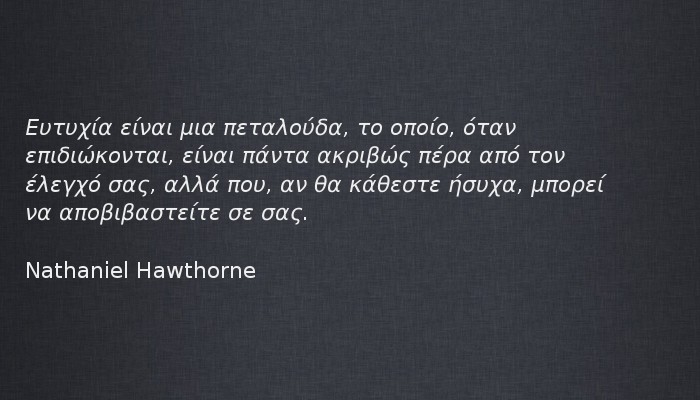 Ευτυχία είναι μια πεταλούδα, το οποίο, όταν
επιδιώκονται, είναι πάντα ακριβώς πέρα από τον
έλεγχό σας, αλλά που, αν θα κάθεστε ήσυχα, μπορεί
να αποβιβαστείτε σε σας.
Nathaniel Hawthorne